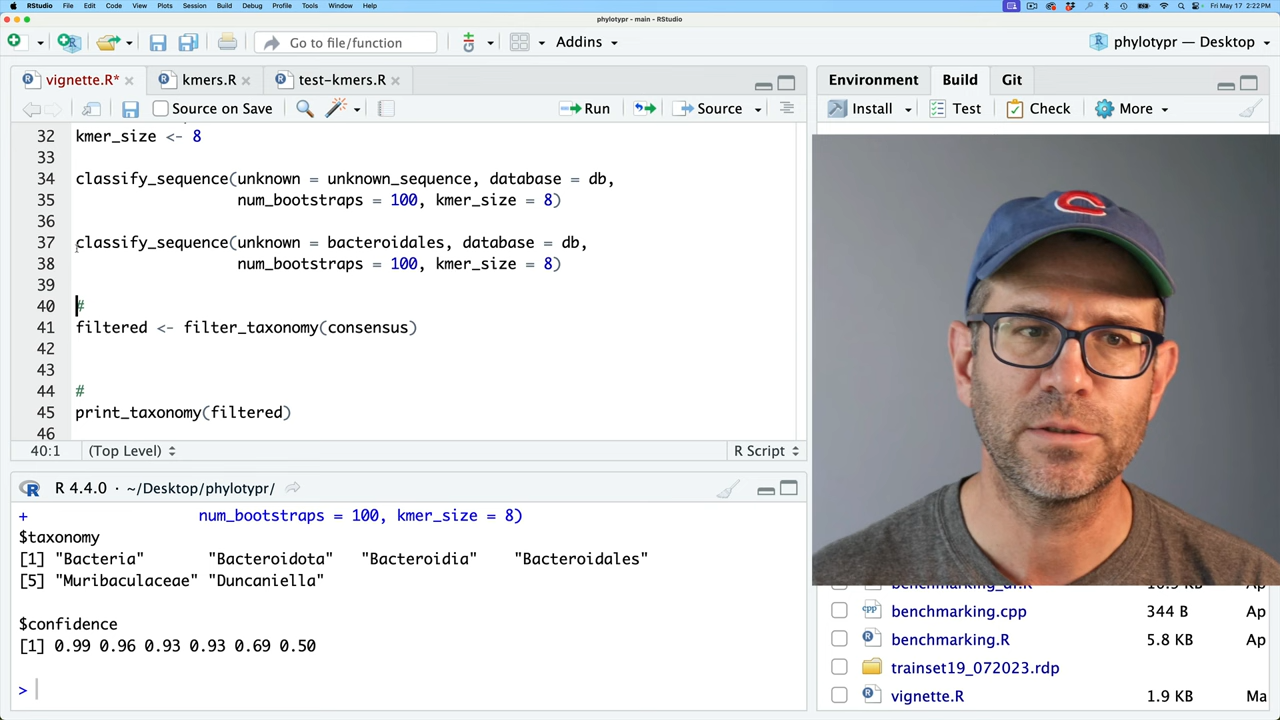 RStudio File Edit Code View Plots Session Build Debug Profile Tools Window Help Fri May 17 2:22PM
phylotypr - main - RStudio
Go to file/function Addins phylotypr — Desktop
vignette.R* kmers.R test-kmers.R
Environment Build Git
Source on Save Run Source
Install Test Check More
32 kmer_size <- 8
33
34 classify_sequence(unknown = unknown_sequence, database = db,
35 num_bootstraps = 100, kmer_size = 8)
36
37 classify_sequence(unknown = bacteroidales, database = db,
38 num_bootstraps = 100, kmer_size = 8)
39
40 #
41 filtered <- filter_taxonomy(consensus)
42
43
44 #
45 print_taxonomy(filtered)
46
40:1 (Top Level) R Script
R 4.4.0 · ~/Desktop/phylotypr/
+ num_bootstraps = 100, kmer_size = 8)
$taxonomy
[1] "Bacteria" "Bacteroidota" "Bacteroidia" "Bacteroidales"
[5] "Muribaculaceae" "Duncaniella"
$confidence
[1] 0.99 0.96 0.93 0.93 0.69 0.50
>
benchmarking.cpp 344 B Ap
benchmarking.R 5.8 KB Ap
trainset19_072023.rdp
vignette.R 1.9 KB Ma